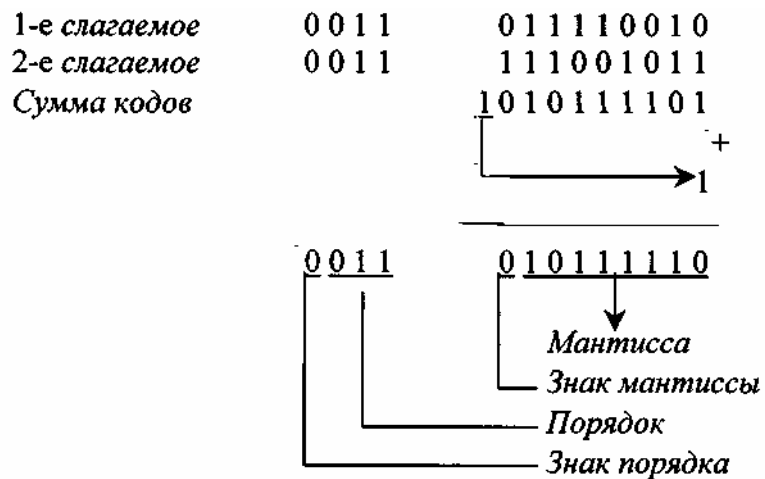 1-е слагаемое 0011 011110010
2-е слагаемое 0011 111001011
Сумма кодов 1010111101
+
1
0011 010111110
Мантисса
Знак мантиссы
Порядок
Знак порядка